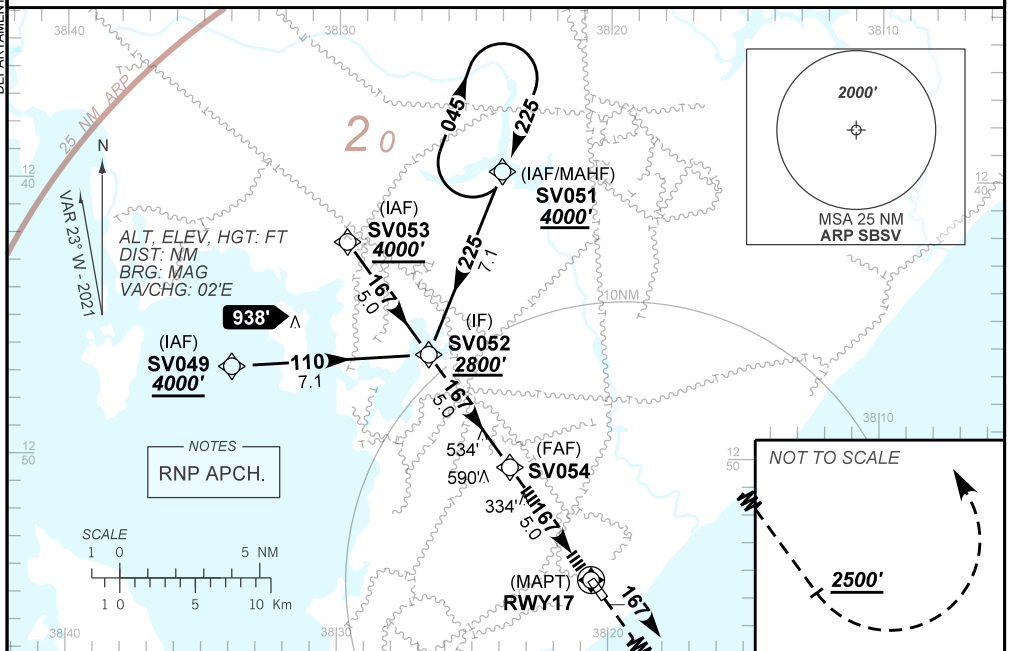 38 40
38 30
38 20
38 10
25 NM ARP
N
VAR 23° W - 2021
20
045
225
2000'
MSA 25 NM
ARP SBSV
12
40
12
40
(IAF/MAHF)
SV051
4000'
(IAF)
SV053
4000'
ALT, ELEV, HGT: FT
DIST: NM
BRG: MAG
VA/CHG: 02'E
225
7.1
167
5.0
10NM
938'
(IAF)
SV049
4000'
110
7.1
(IF)
SV052
2800'
167
5.0
38 10
534'
590'
(FAF)
SV054
334'
167
5.0
12
50
12
50
NOTES
RNP APCH.
NOT TO SCALE
2500'
SCALE
1 0 5 NM
1 0 5 10 Km
(MAPT)
RWY17
167
38 40
38 30
38 20